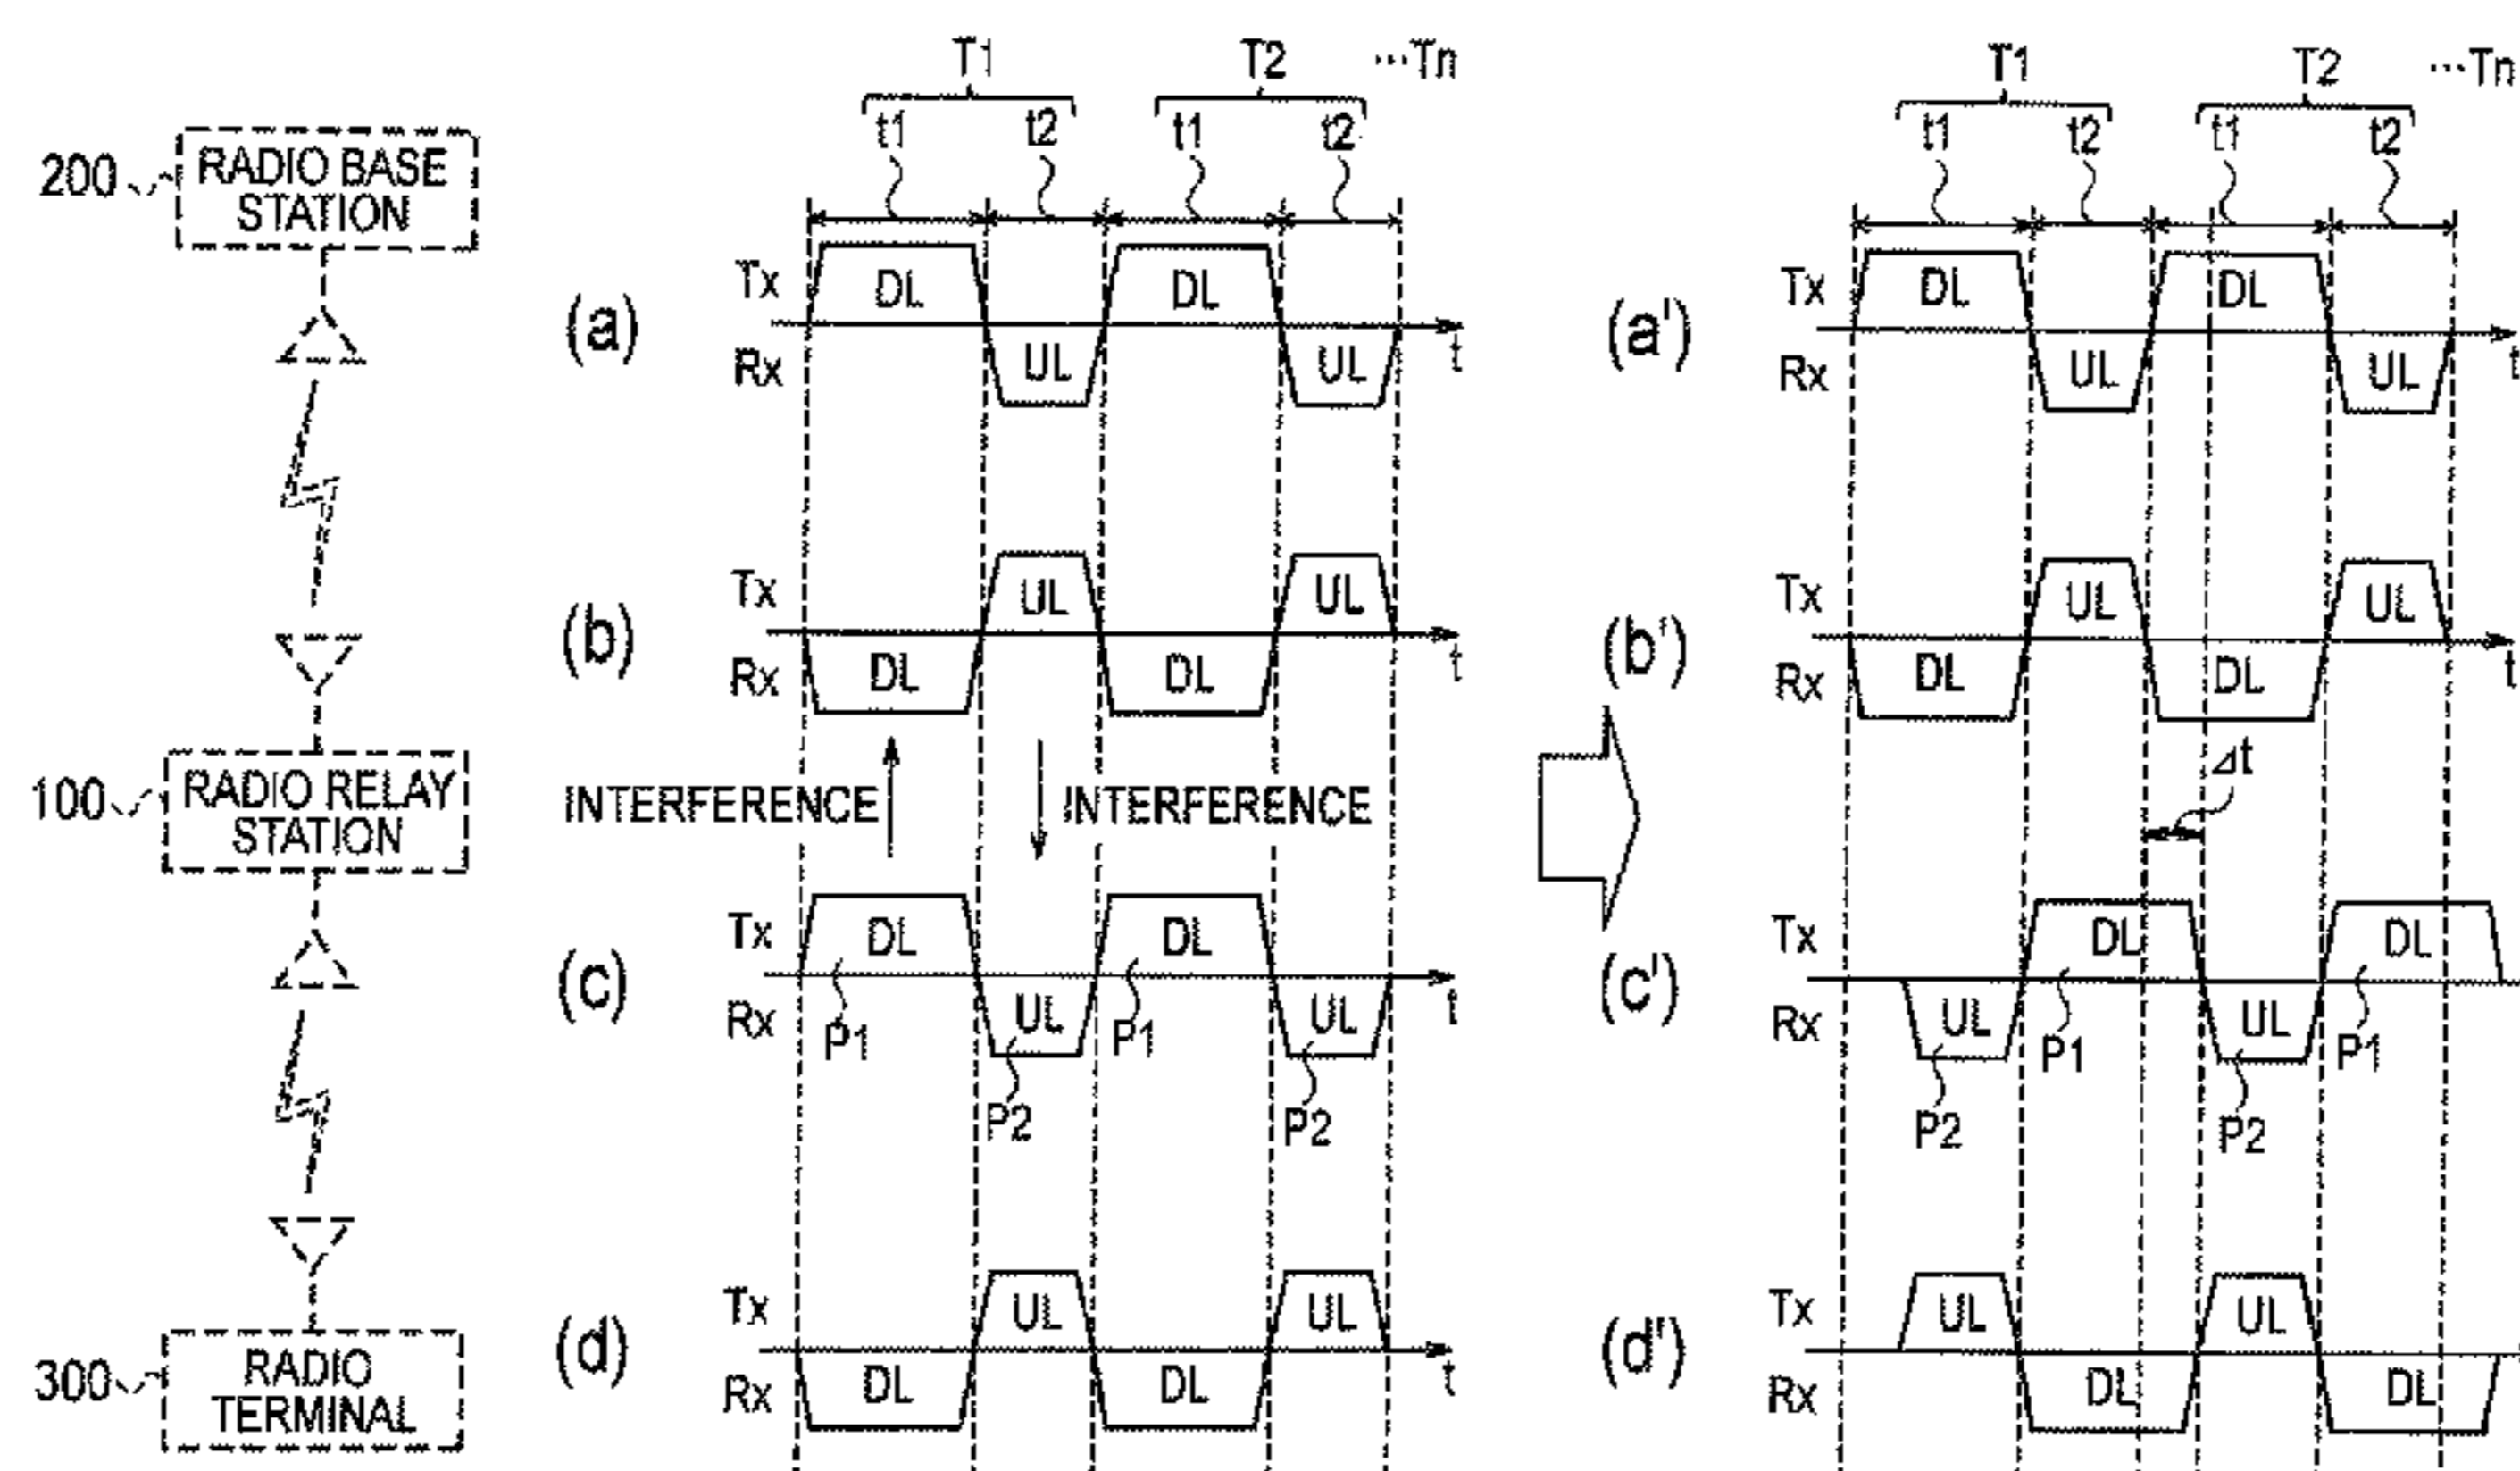 T1 T2 ...Tn
t1 t2 t1 t2
T1 T2 ...Tn
t1 t2 t1 t2
200
RADIO BASE
STATION
(a)
Tx DL DL
Rx UL UL t
(a')
Tx DL DL
Rx UL UL t
(b)
Tx UL UL
Rx DL DL t
(b')
Tx UL UL
Rx DL DL t
100
RADIO RELAY
STATION
INTERFERENCE INTERFERENCE
⊿t
(c)
Tx DL DL
Rx UL UL t
P1 P1
P2 P2
(c')
Tx DL DL
Rx UL UL
P1 P1
P2 P2
300
RADIO
TERMINAL
(d)
Tx UL UL
Rx DL DL t
(d')
Tx UL UL
Rx DL DL